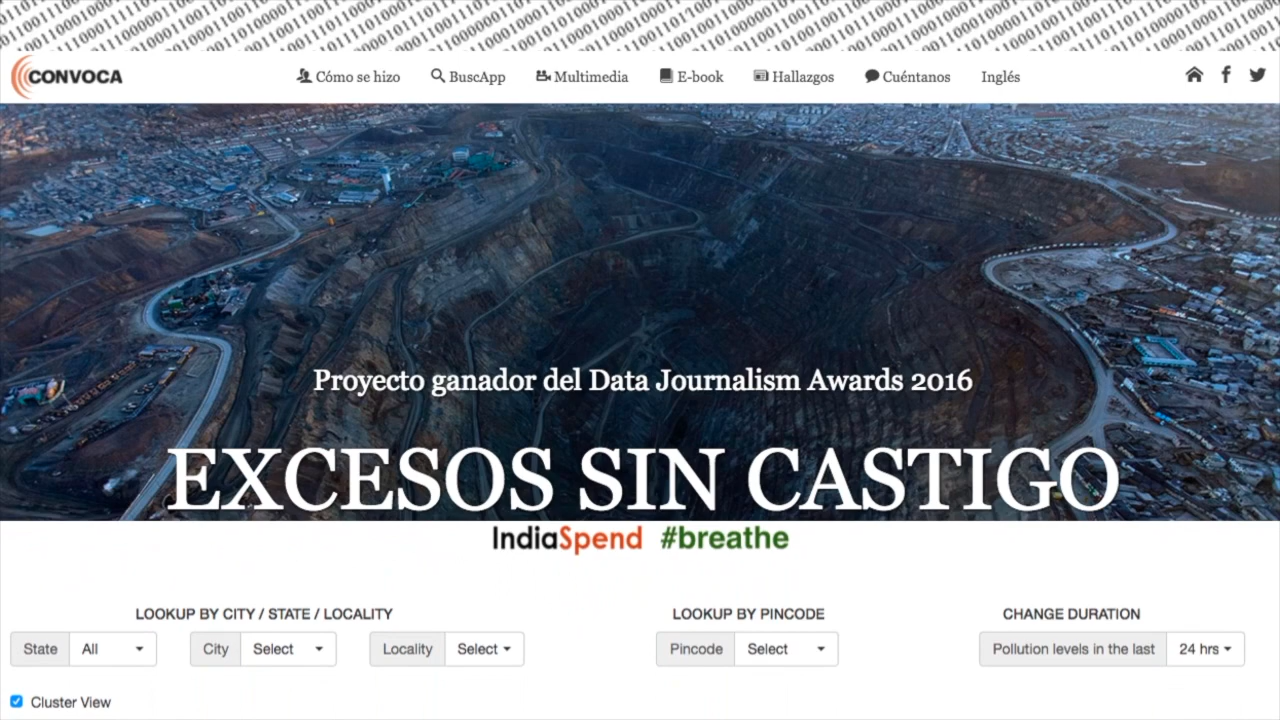 CONVOCA
Cómo se hizo
BuscApp
Multimedia
E-book
Hallazgos
Cuéntanos
Inglés
Proyecto ganador del Data Journalism Awards 2016
EXCESOS SIN CASTIGO
IndiaSpend #breathe
LOOKUP BY CITY / STATE / LOCALITY
LOOKUP BY PINCODE
CHANGE DURATION
State All
City Select
Locality Select
Pincode Select
Pollution levels in the last 24 hrs
Cluster View